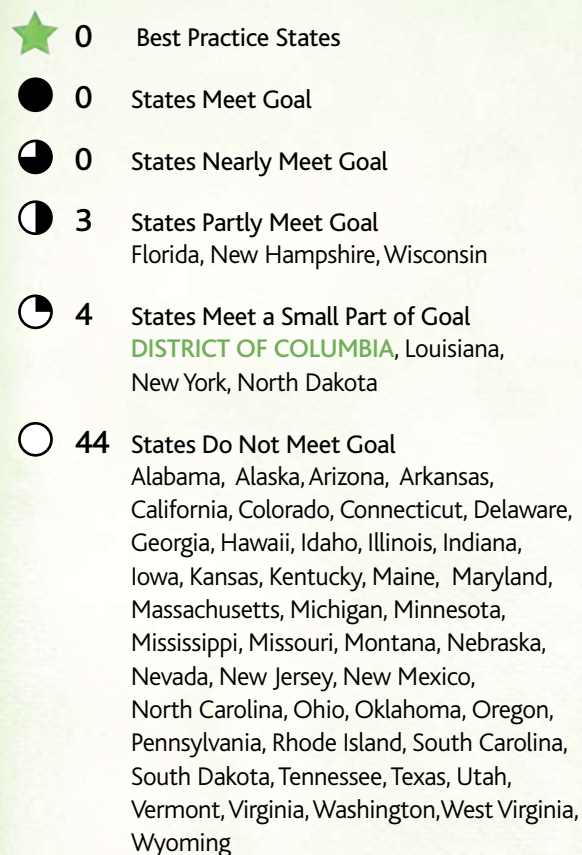 0 Best Practice States
0 States Meet Goal
0 States Nearly Meet Goal
3 States Partly Meet Goal
Florida, New Hampshire, Wisconsin
4 States Meet a Small Part of Goal
DISTRICT OF COLUMBIA, Louisiana,
New York, North Dakota
44 States Do Not Meet Goal
Alabama, Alaska, Arizona, Arkansas,
California, Colorado, Connecticut, Delaware,
Georgia, Hawaii, Idaho, Illinois, Indiana,
Iowa, Kansas, Kentucky, Maine, Maryland,
Massachusetts, Michigan, Minnesota,
Mississippi, Missouri, Montana, Nebraska,
Nevada, New Jersey, New Mexico,
North Carolina, Ohio, Oklahoma, Oregon,
Pennsylvania, Rhode Island, South Carolina,
South Dakota, Tennessee, Texas, Utah,
Vermont, Virginia, Washington, West Virginia,
Wyoming